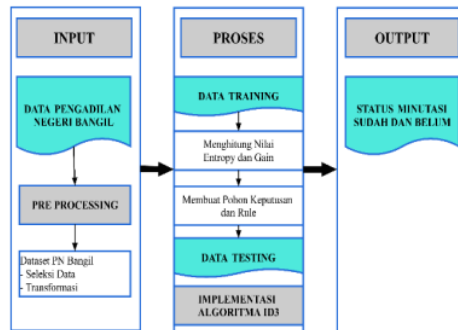 INPUT
DATA PENGADILAN
NEGERI BANGIL
PRE PROCESSING
Dataset PN Bangil
- Seleksi Data
- Transformasi
PROSES
DATA TRAINING
Menghitung Nilai
Entropy dan Gain
Membuat Pohon Keputusan
dan Rule
DATA TESTING
IMPLEMENTASI
ALGORITMA ID3
OUTPUT
STATUS MINUTASI
SUDAH DAN BELUM